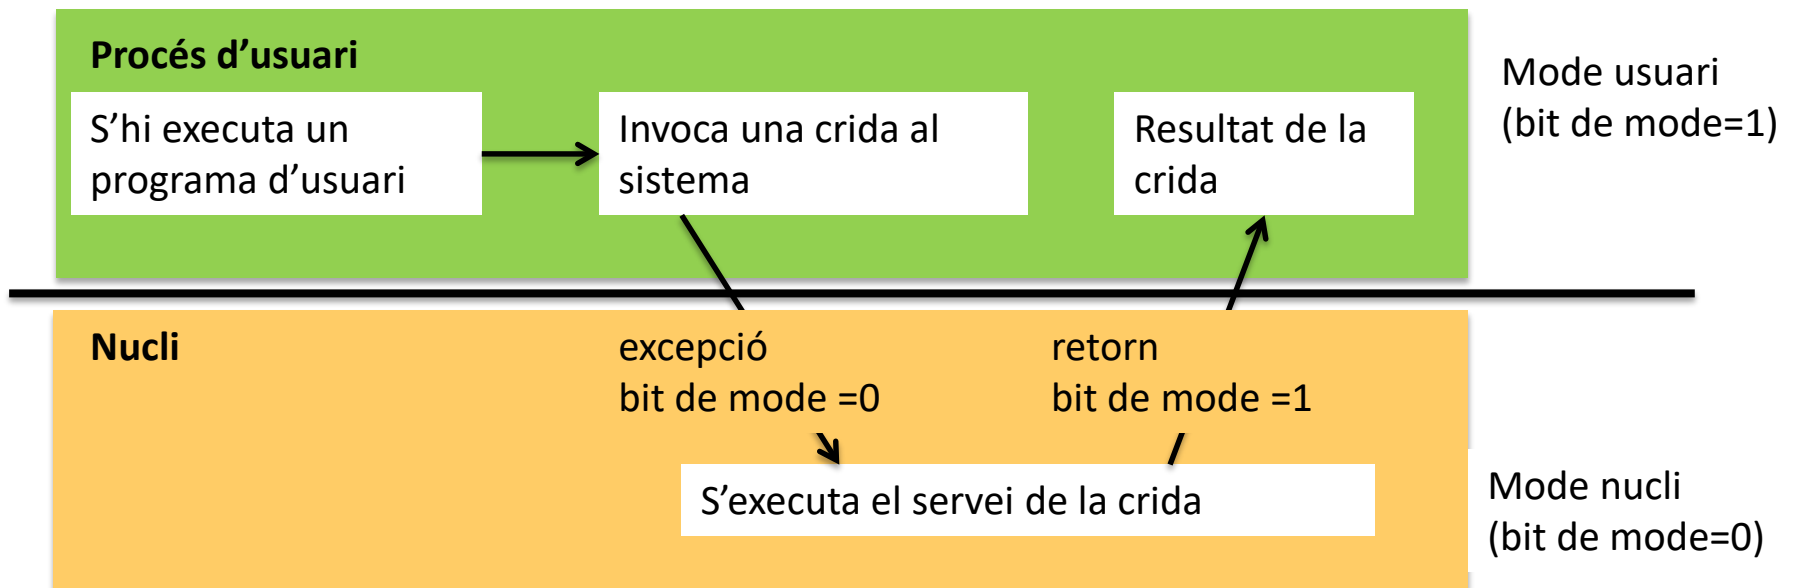 Procés d’usuari
S’hi executa un
programa d’usuari
Invoca una crida al
sistema
Resultat de la
crida
Mode usuari
(bit de mode=1)
Nucli
excepció
bit de mode =0
retorn
bit de mode =1
S’executa el servei de la crida
Mode nucli
(bit de mode=0)